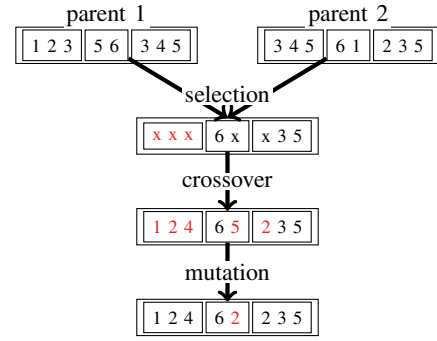 parent 1 parent 2
1 2 3 5 6 3 4 5 3 4 5 6 1 2 3 5
selection
x x x 6 x x 3 5
crossover
1 2 4 6 5 2 3 5
mutation
1 2 4 6 2 2 3 5